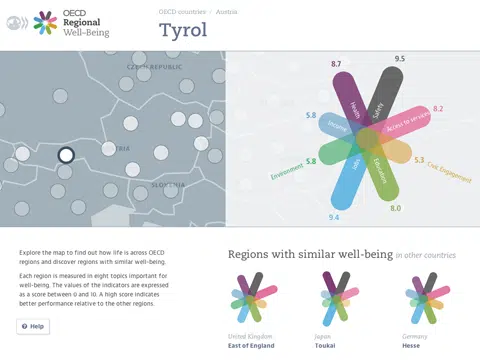 OECD
Regional
Well-Being
OECD countries / Austria
Tyrol
CZECH REPUBLIC
AUSTRIA
SLOVENIA
8.7
9.5
8.2
5.3
8.0
9.4
5.8
5.8
Health
Safety
Access to services
Civic Engagement
Education
Jobs
Environment
Income
Explore the map to find out how life is across OECD
regions and discover regions with similar well-being.
Each region is measured in eight topics important for
well-being. The values of the indicators are expressed
as a score between 0 and 10. A high score indicates
better performance relative to the other regions.
Help
Regions with similar well-being in other countries
United Kingdom
East of England
Japan
Toukai
Germany
Hesse